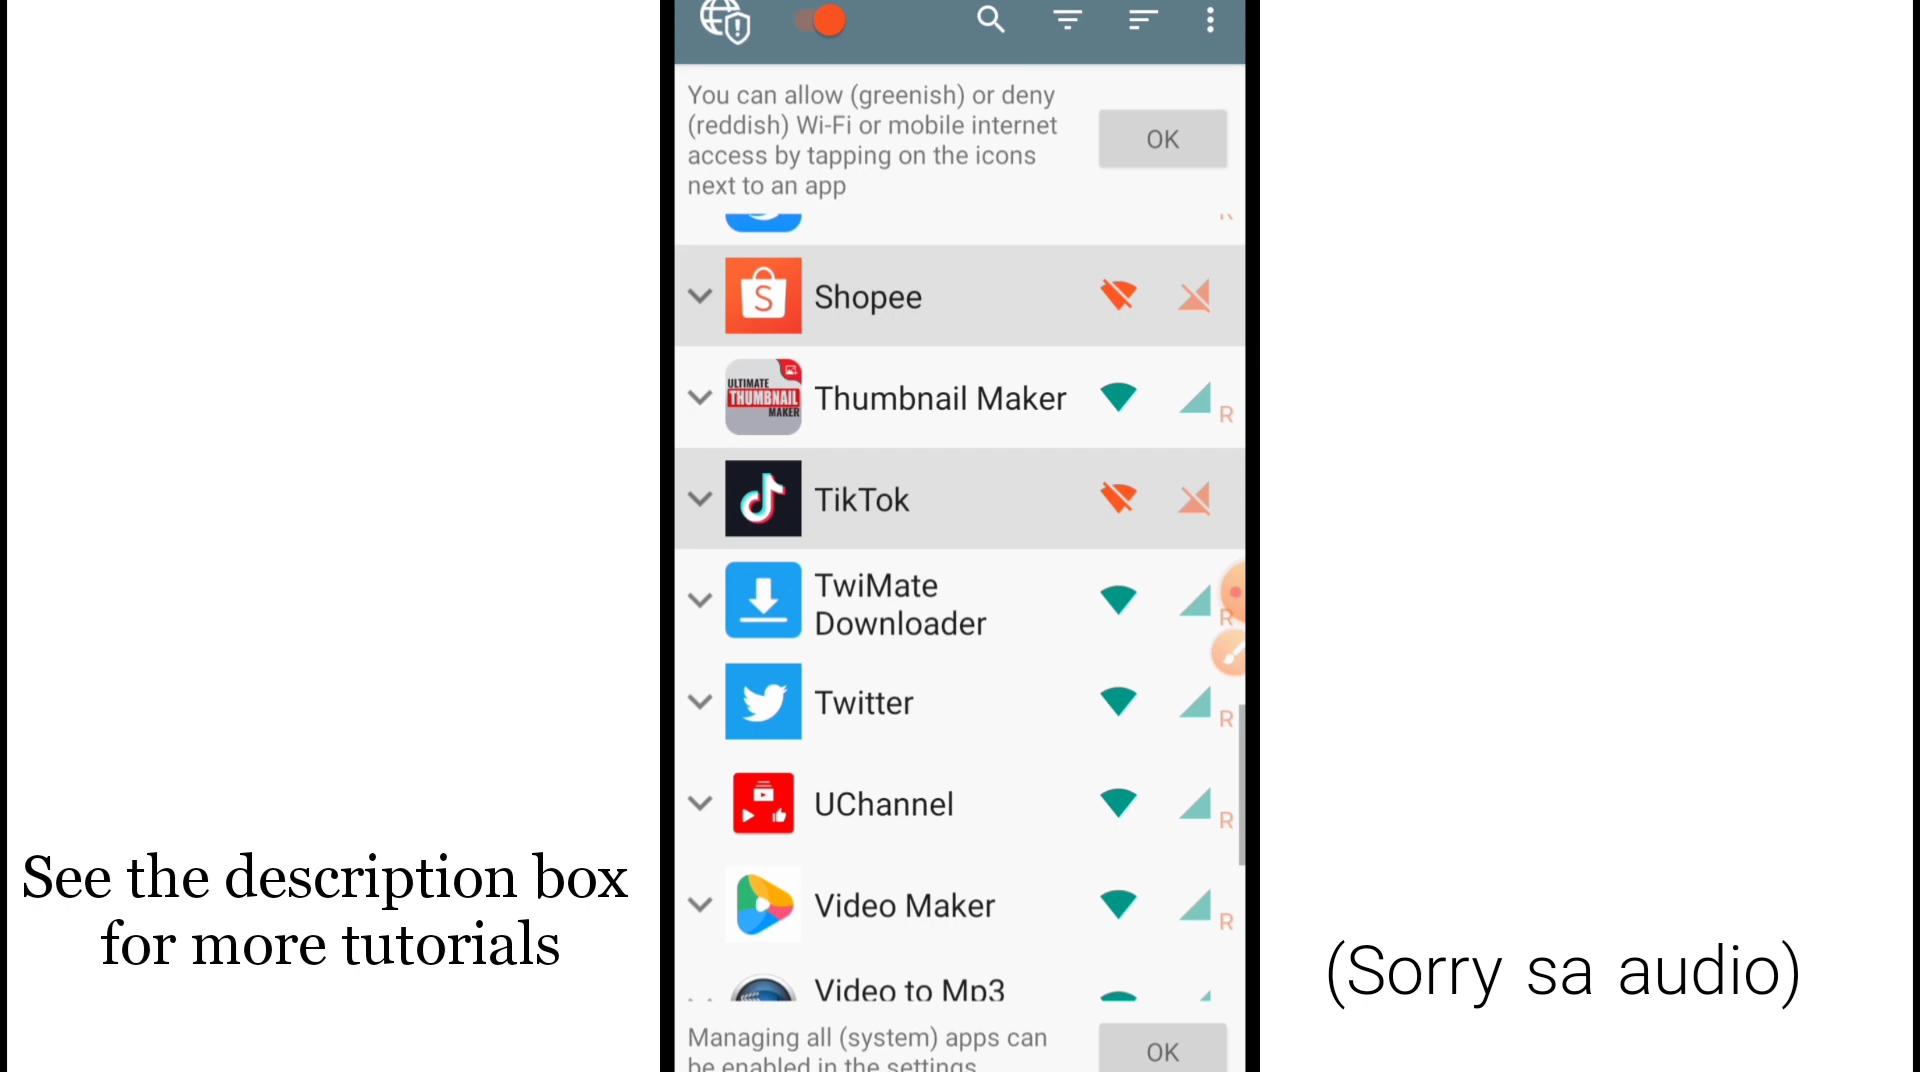 You can allow (greenish) or deny
(reddish) Wi-Fi or mobile internet
access by tapping on the icons
next to an app
OK
S
Shopee
ULTIMATE
THUMBNAIL
MAKER
Thumbnail Maker
R
TikTok
TwiMate
Downloader
R
Twitter
R
UChannel
R
Video Maker
R
Video to Mp3
Managing all (system) apps can
be enabled in the settings
OK
See the description box
for more tutorials
(Sorry sa audio)